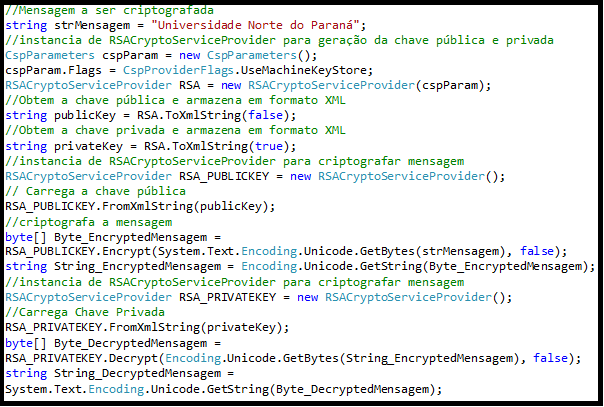 //Mensagem a ser criptografada
string strMensagem = "Universidade Norte do Paraná";
//instancia de RSACryptoServiceProvider para geração da chave pública e privada
CspParameters cspParam = new CspParameters();
cspParam.Flags = CspProviderFlags.UseMachineKeyStore;
RSACryptoServiceProvider RSA = new RSACryptoServiceProvider(cspParam);
//Obtem a chave pública e armazena em formato XML
string publicKey = RSA.ToXmlString(false);
//Obtem a chave privada e armazena em formato XML
string privateKey = RSA.ToXmlString(true);
//instancia de RSACryptoServiceProvider para criptografar mensagem
RSACryptoServiceProvider RSA_PUBLICKEY = new RSACryptoServiceProvider();
// Carrega a chave pública
RSA_PUBLICKEY.FromXmlString(publicKey);
//criptografa a mensagem
byte[] Byte_EncryptedMensagem =
RSA_PUBLICKEY.Encrypt(System.Text.Encoding.Unicode.GetBytes(strMensagem), false);
string String_EncryptedMensagem = Encoding.Unicode.GetString(Byte_EncryptedMensagem);
//instancia de RSACryptoServiceProvider para criptografar mensagem
RSACryptoServiceProvider RSA_PRIVATEKEY = new RSACryptoServiceProvider();
//Carrega Chave Privada
RSA_PRIVATEKEY.FromXmlString(privateKey);
byte[] Byte_DecryptedMensagem =
RSA_PRIVATEKEY.Decrypt(Encoding.Unicode.GetBytes(String_EncryptedMensagem), false);
string String_DecryptedMensagem =
System.Text.Encoding.Unicode.GetString(Byte_DecryptedMensagem);